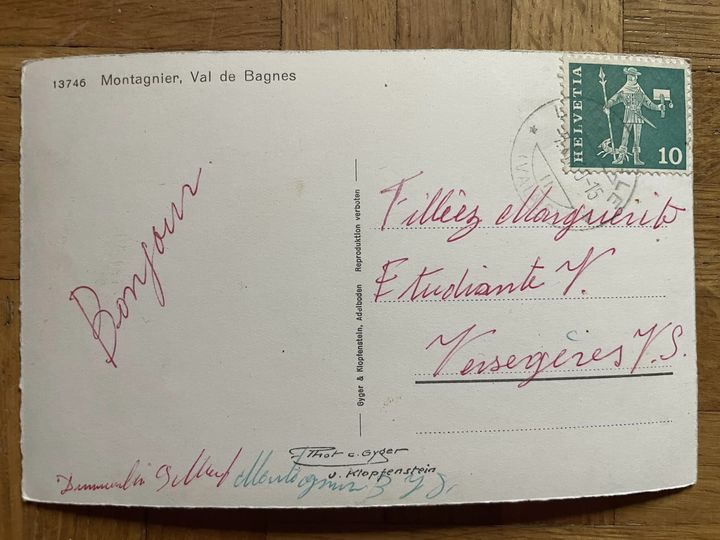 13746 Montagnier, Val de Bagnes
HELVETIA
10
Bonjour
Filliéz Marguerite
Etudiante V.
Versegères V.S.
Gyger & Klopfenstein, Adelboden Reproduktion verboten
Phot c. Gyger
u. Klopfenstein